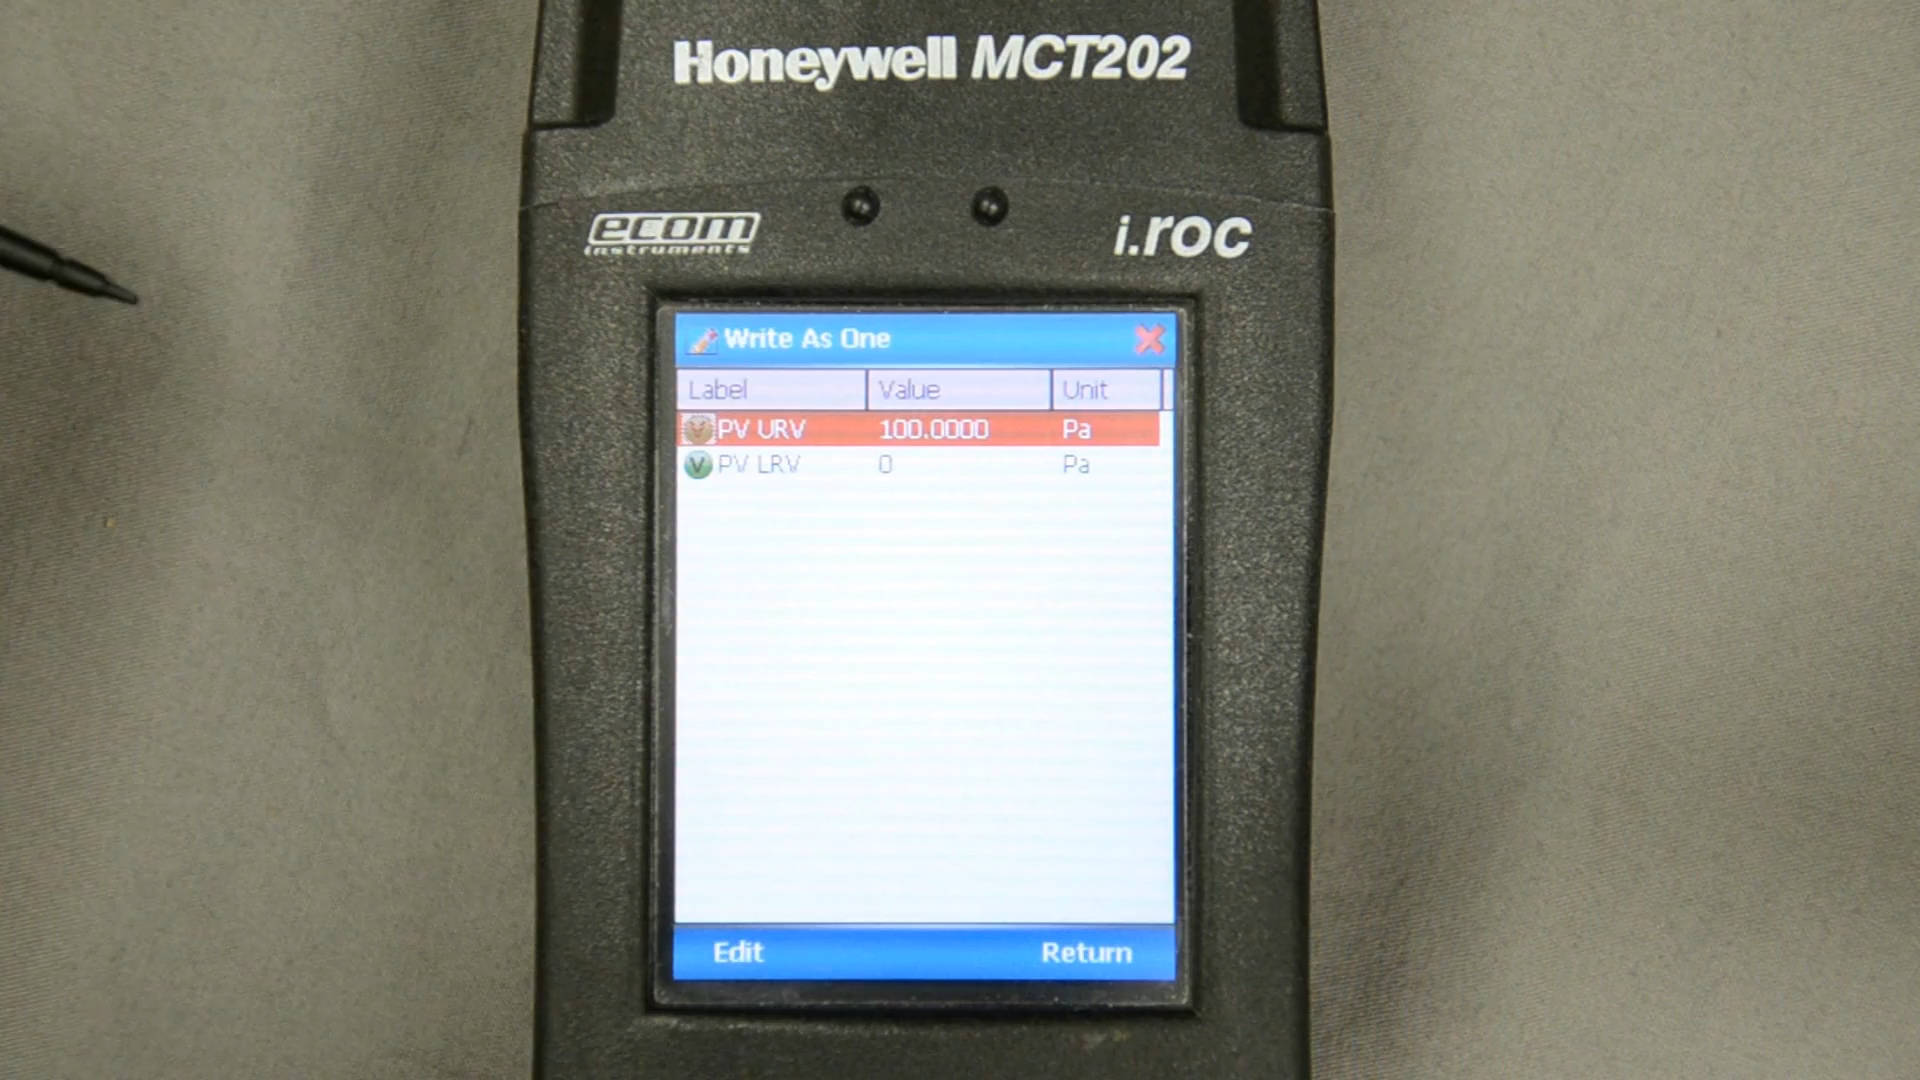 Honeywell MCT202
ecom
instruments
i.roc
Write As One
Label Value Unit
V PV URV 100.0000 Pa
V PV LRV 0 Pa
Edit Return